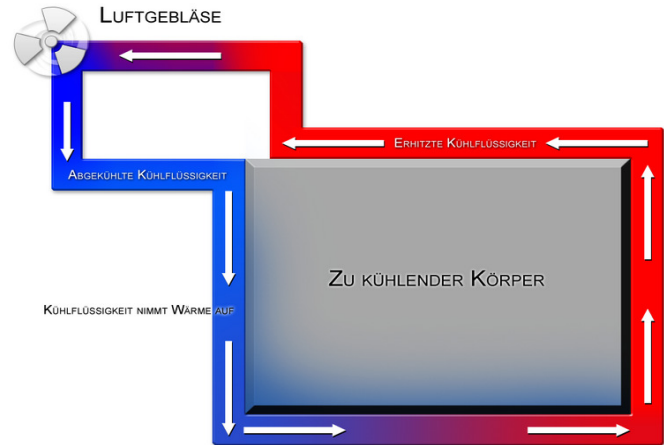 Luftgebläse
Erhitzte Kühlflüssigkeit
Abgekühlte Kühlflüssigkeit
Zu kühlender Körper
Kühlflüssigkeit nimmt Wärme auf